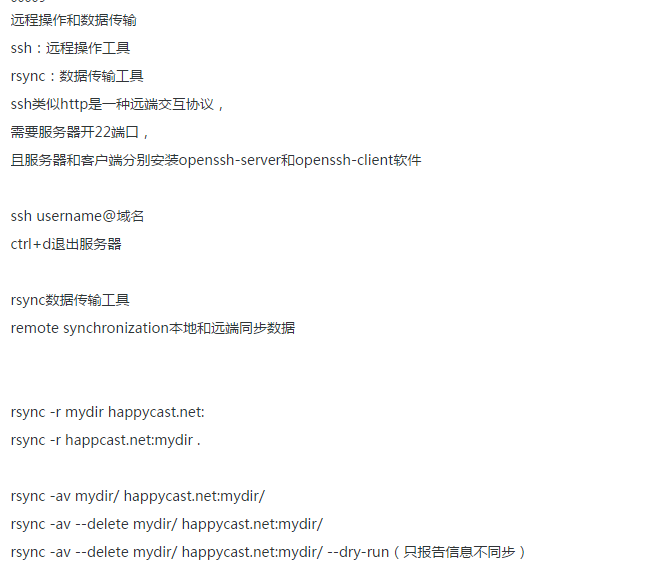 远程操作和数据传输
ssh：远程操作工具
rsync：数据传输工具
ssh类似http是一种远端交互协议，
需要服务器开22端口，
且服务器和客户端分别安装openssh-server和openssh-client软件
ssh username@域名
ctrl+d退出服务器
rsync数据传输工具
remote synchronization本地和远端同步数据
rsync -r mydir happycast.net:
rsync -r happcast.net:mydir .
rsync -av mydir/ happycast.net:mydir/
rsync -av --delete mydir/ happycast.net:mydir/
rsync -av --delete mydir/ happycast.net:mydir/ --dry-run（只报告信息不同步）